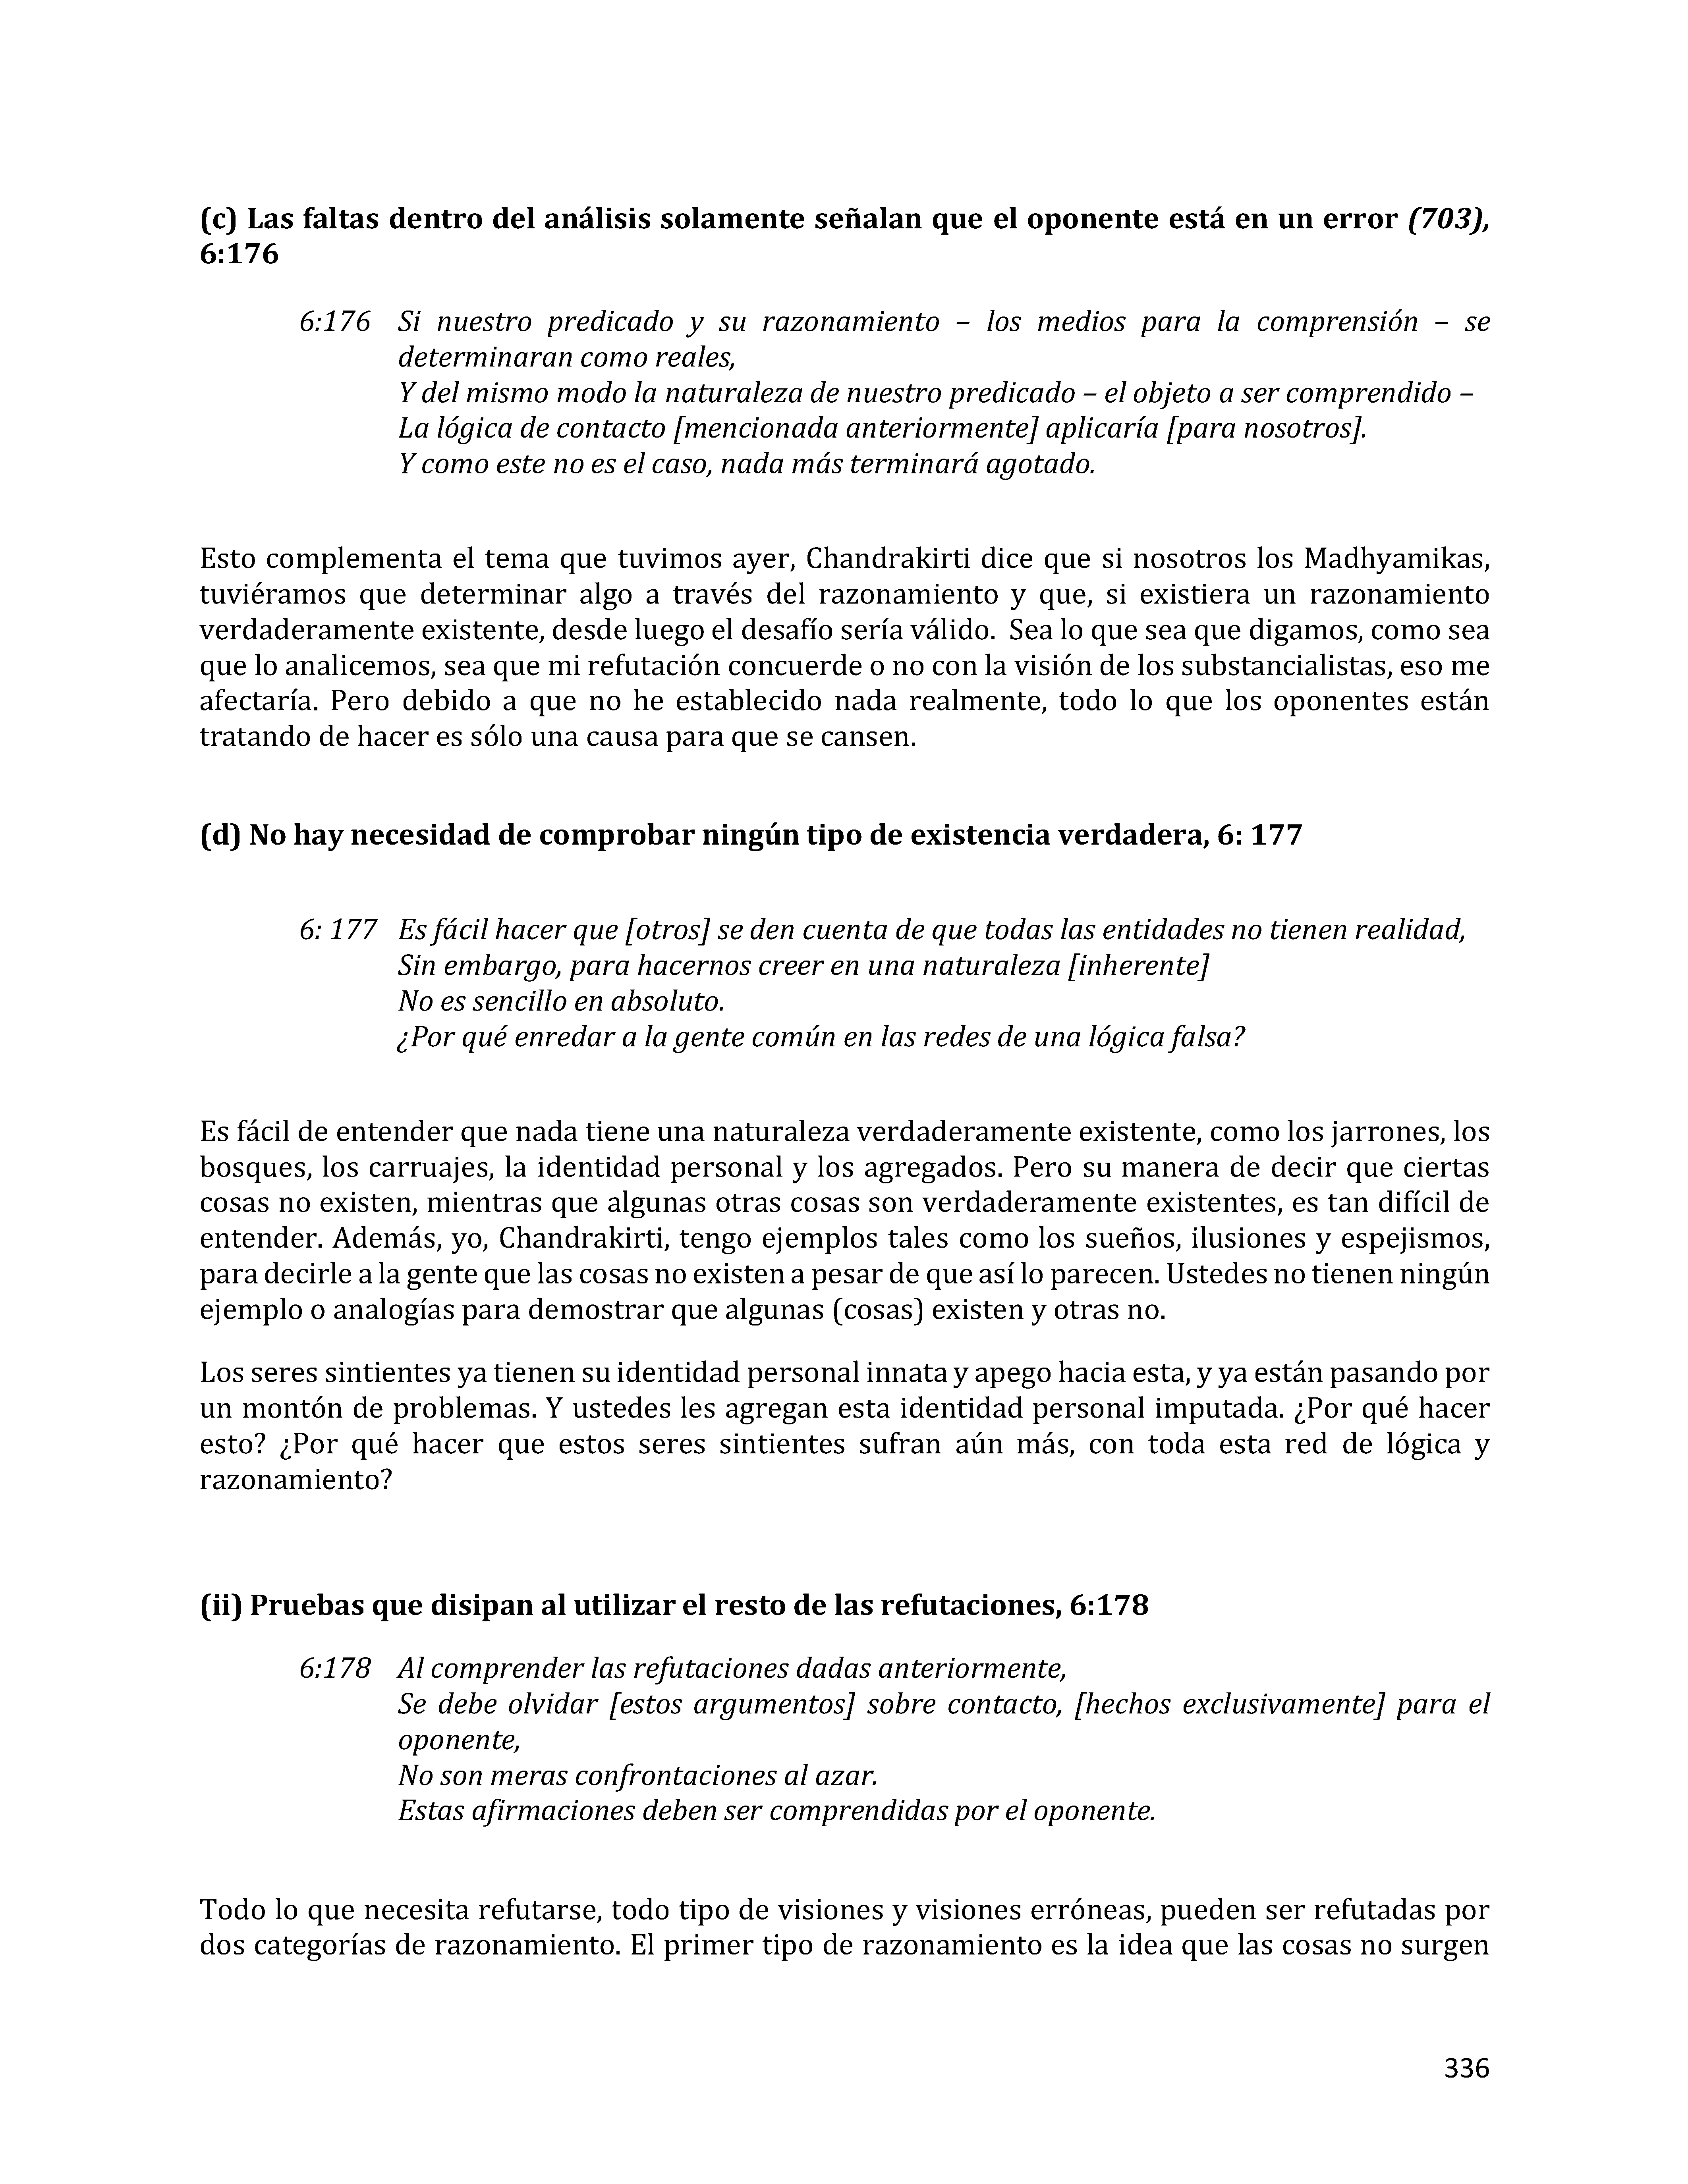 (c) Las faltas dentro del análisis solamente señalan que el oponente está en un error (703),
6:176
6:176 Si nuestro predicado y su razonamiento – los medios para la comprensión – se
determinaran como reales,
Y del mismo modo la naturaleza de nuestro predicado – el objeto a ser comprendido –
La lógica de contacto [mencionada anteriormente] aplicaría [para nosotros].
Y como este no es el caso, nada más terminará agotado.
Esto complementa el tema que tuvimos ayer, Chandrakirti dice que si nosotros los Madhyamikas,
tuviéramos que determinar algo a través del razonamiento y que, si existiera un razonamiento
verdaderamente existente, desde luego el desafío sería válido.  Sea lo que sea que digamos, como sea
que lo analicemos, sea que mi refutación concuerde o no con la visión de los substancialistas, eso me
afectaría. Pero debido a que no he establecido nada realmente, todo lo que los oponentes están
tratando de hacer es sólo una causa para que se cansen.
(d) No hay necesidad de comprobar ningún tipo de existencia verdadera, 6: 177
6: 177 Es fácil hacer que [otros] se den cuenta de que todas las entidades no tienen realidad,
Sin embargo, para hacernos creer en una naturaleza [inherente]
No es sencillo en absoluto.
¿Por qué enredar a la gente común en las redes de una lógica falsa?
Es fácil de entender que nada tiene una naturaleza verdaderamente existente, como los jarrones, los
bosques, los carruajes, la identidad personal y los agregados. Pero su manera de decir que ciertas
cosas no existen, mientras que algunas otras cosas son verdaderamente existentes, es tan difícil de
entender. Además, yo, Chandrakirti, tengo ejemplos tales como los sueños, ilusiones y espejismos,
para decirle a la gente que las cosas no existen a pesar de que así lo parecen. Ustedes no tienen ningún
ejemplo o analogías para demostrar que algunas (cosas) existen y otras no.
Los seres sintientes ya tienen su identidad personal innata y apego hacia esta, y ya están pasando por
un montón de problemas. Y ustedes les agregan esta identidad personal imputada. ¿Por qué hacer
esto? ¿Por qué hacer que estos seres sintientes sufran aún más, con toda esta red de lógica y
razonamiento?
(ii) Pruebas que disipan al utilizar el resto de las refutaciones, 6:178
6:178 Al comprender las refutaciones dadas anteriormente,
Se debe olvidar [estos argumentos] sobre contacto, [hechos exclusivamente] para el
oponente,
No son meras confrontaciones al azar.
Estas afirmaciones deben ser comprendidas por el oponente.
Todo lo que necesita refutarse, todo tipo de visiones y visiones erróneas, pueden ser refutadas por
dos categorías de razonamiento. El primer tipo de razonamiento es la idea que las cosas no surgen
336